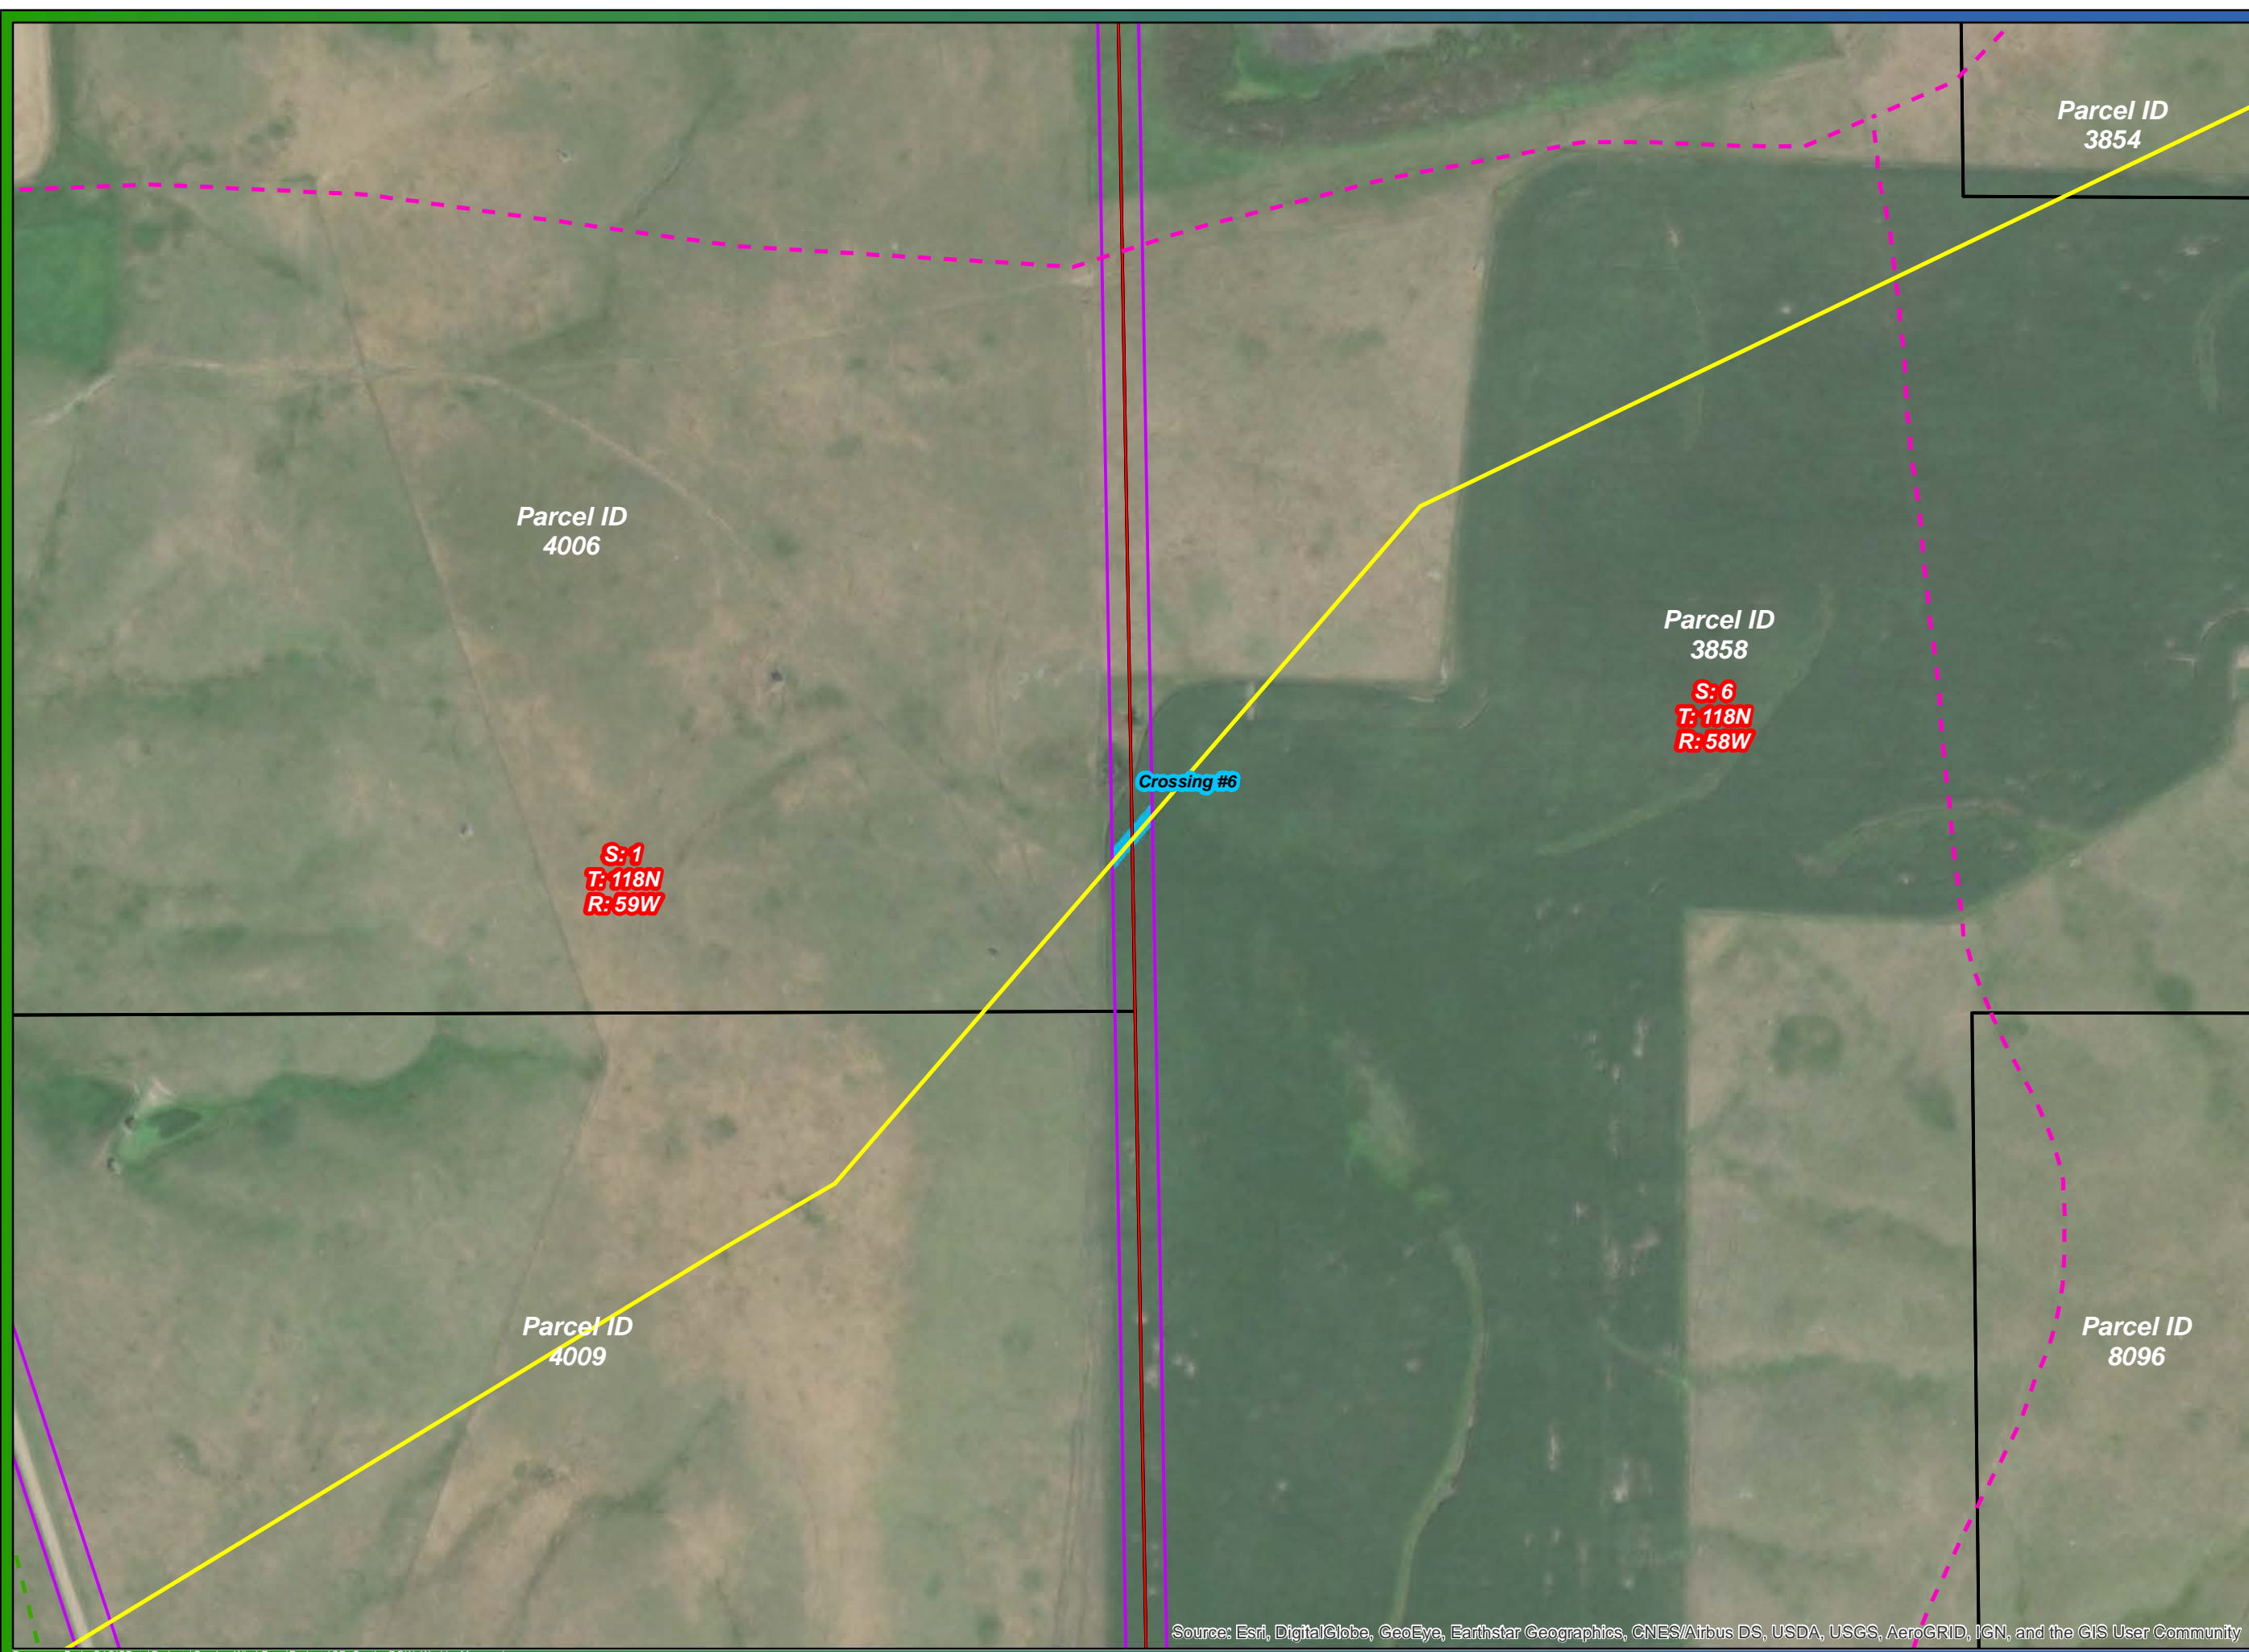 Parcel ID
3854
Parcel ID
4006
Parcel ID
3858
S: 6
T: 118N
R: 58W
Crossing #6
S: 1
T: 118N
R: 59W
Parcel ID
4009
Parcel ID
8096
Source: Esri, DigitalGlobe, GeoEye, Earthstar Geographics, CNES/Airbus DS, USDA, USGS, AeroGRID, IGN, and the GIS User Community